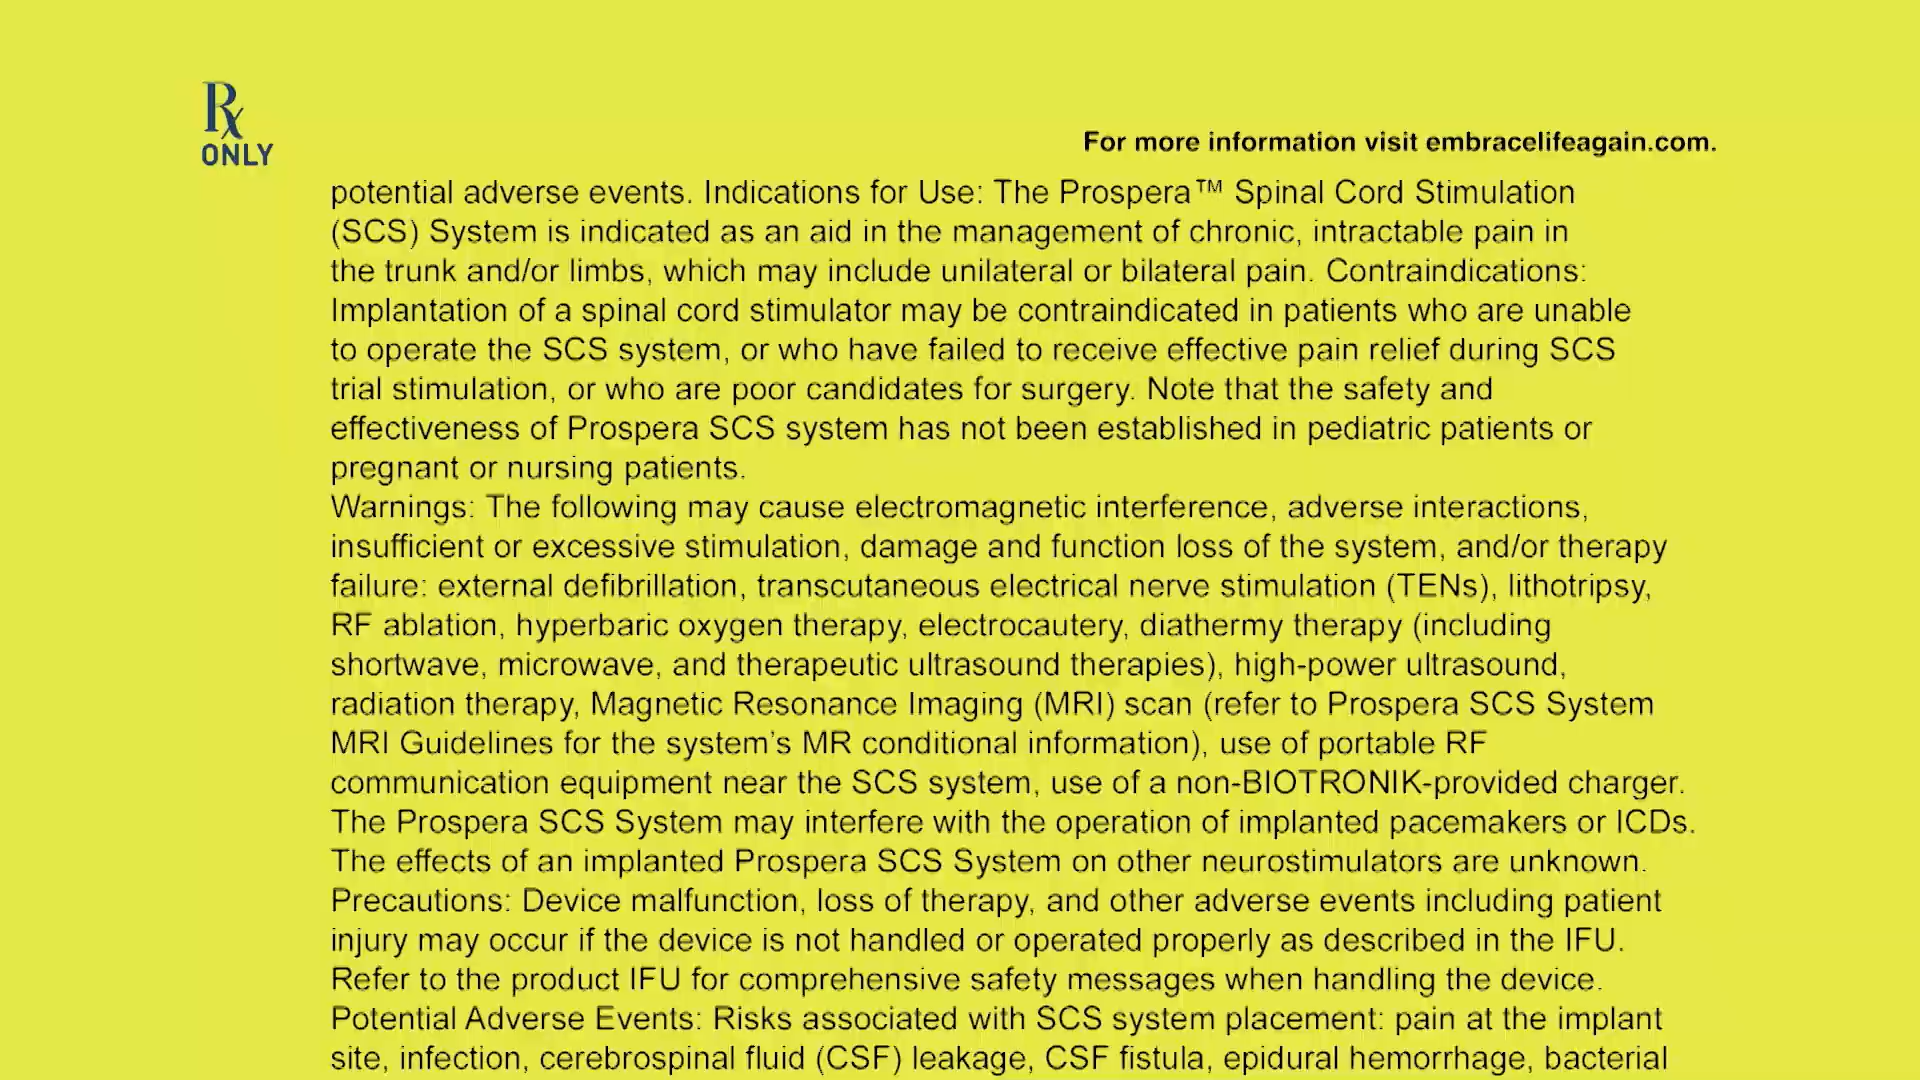 Rx
ONLY
For more information visit embracelifeagain.com.
potential adverse events. Indications for Use: The Prospera™ Spinal Cord Stimulation
(SCS) System is indicated as an aid in the management of chronic, intractable pain in
the trunk and/or limbs, which may include unilateral or bilateral pain. Contraindications:
Implantation of a spinal cord stimulator may be contraindicated in patients who are unable
to operate the SCS system, or who have failed to receive effective pain relief during SCS
trial stimulation, or who are poor candidates for surgery. Note that the safety and
effectiveness of Prospera SCS system has not been established in pediatric patients or
pregnant or nursing patients.
Warnings: The following may cause electromagnetic interference, adverse interactions,
insufficient or excessive stimulation, damage and function loss of the system, and/or therapy
failure: external defibrillation, transcutaneous electrical nerve stimulation (TENs), lithotripsy,
RF ablation, hyperbaric oxygen therapy, electrocautery, diathermy therapy (including
shortwave, microwave, and therapeutic ultrasound therapies), high-power ultrasound,
radiation therapy, Magnetic Resonance Imaging (MRI) scan (refer to Prospera SCS System
MRI Guidelines for the system's MR conditional information), use of portable RF
communication equipment near the SCS system, use of a non-BIOTRONIK-provided charger.
The Prospera SCS System may interfere with the operation of implanted pacemakers or ICDs.
The effects of an implanted Prospera SCS System on other neurostimulators are unknown.
Precautions: Device malfunction, loss of therapy, and other adverse events including patient
injury may occur if the device is not handled or operated properly as described in the IFU.
Refer to the product IFU for comprehensive safety messages when handling the device.
Potential Adverse Events: Risks associated with SCS system placement: pain at the implant
site, infection, cerebrospinal fluid (CSF) leakage, CSF fistula, epidural hemorrhage, bacterial